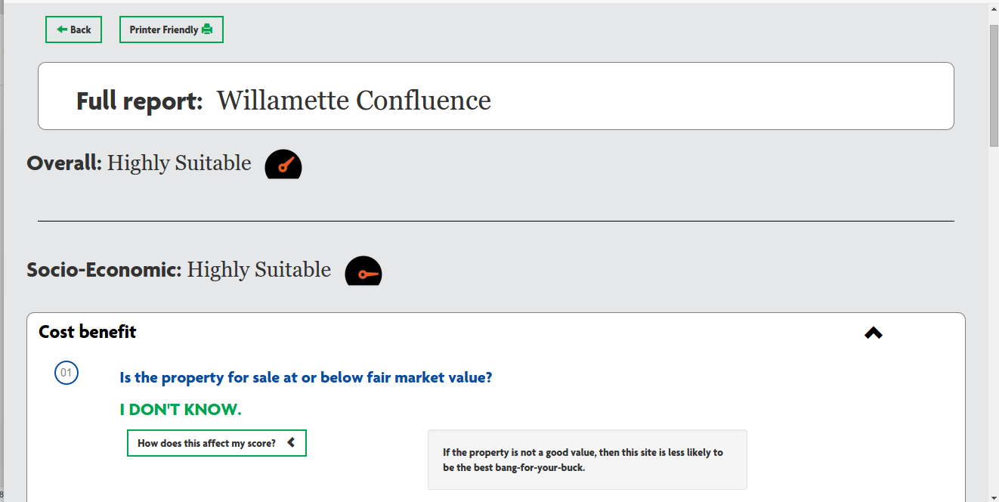 Back
Printer Friendly
Full report: Willamette Confluence
Overall: Highly Suitable
Socio-Economic: Highly Suitable
Cost benefit
01
Is the property for sale at or below fair market value?
I DON'T KNOW.
How does this affect my score?
If the property is not a good value, then this site is less likely to
be the best bang-for-your-buck.
8